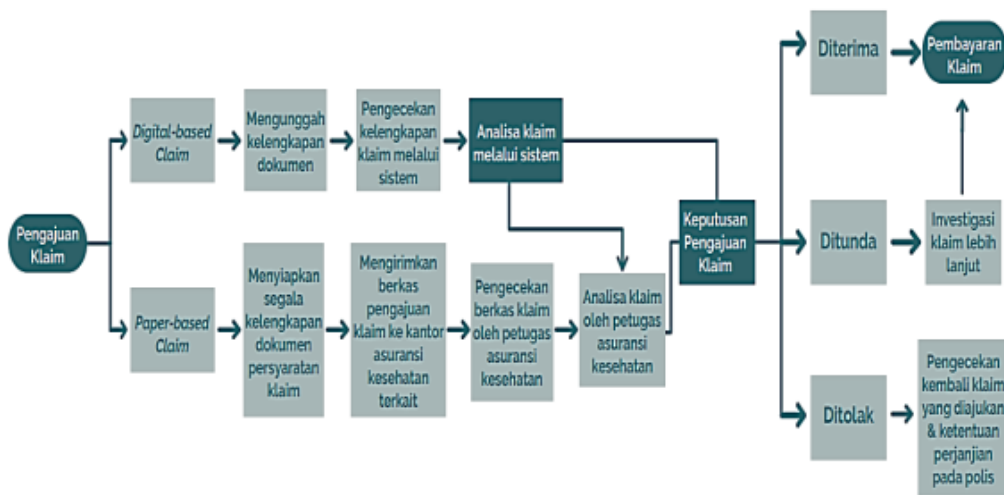 Pengajuan
Klaim
Digital-based
Claim
Mengunggah
kelengkapan
dokumen
Pengecekan
kelengkapan
klaim melalui
sistem
Analisa klaim
melalui sistem
Paper-based
Claim
Menyiapkan
segala
kelengkapan
dokumen
persyaratan
klaim
Mengirimkan
berkas
pengajuan
klaim ke kantor
asuransi
kesehatan
terkait
Pengecekan
berkas klaim
oleh petugas
asuransi
kesehatan
Analisa klaim
oleh petugas
asuransi
kesehatan
Keputusan
Pengajuan
Klaim
Diterima
Pembayaran
Klaim
Ditunda
Investigasi
klaim lebih
lanjut
Ditolak
Pengecekan
kembali klaim
yang diajukan
& ketentuan
perjanjian
pada polis